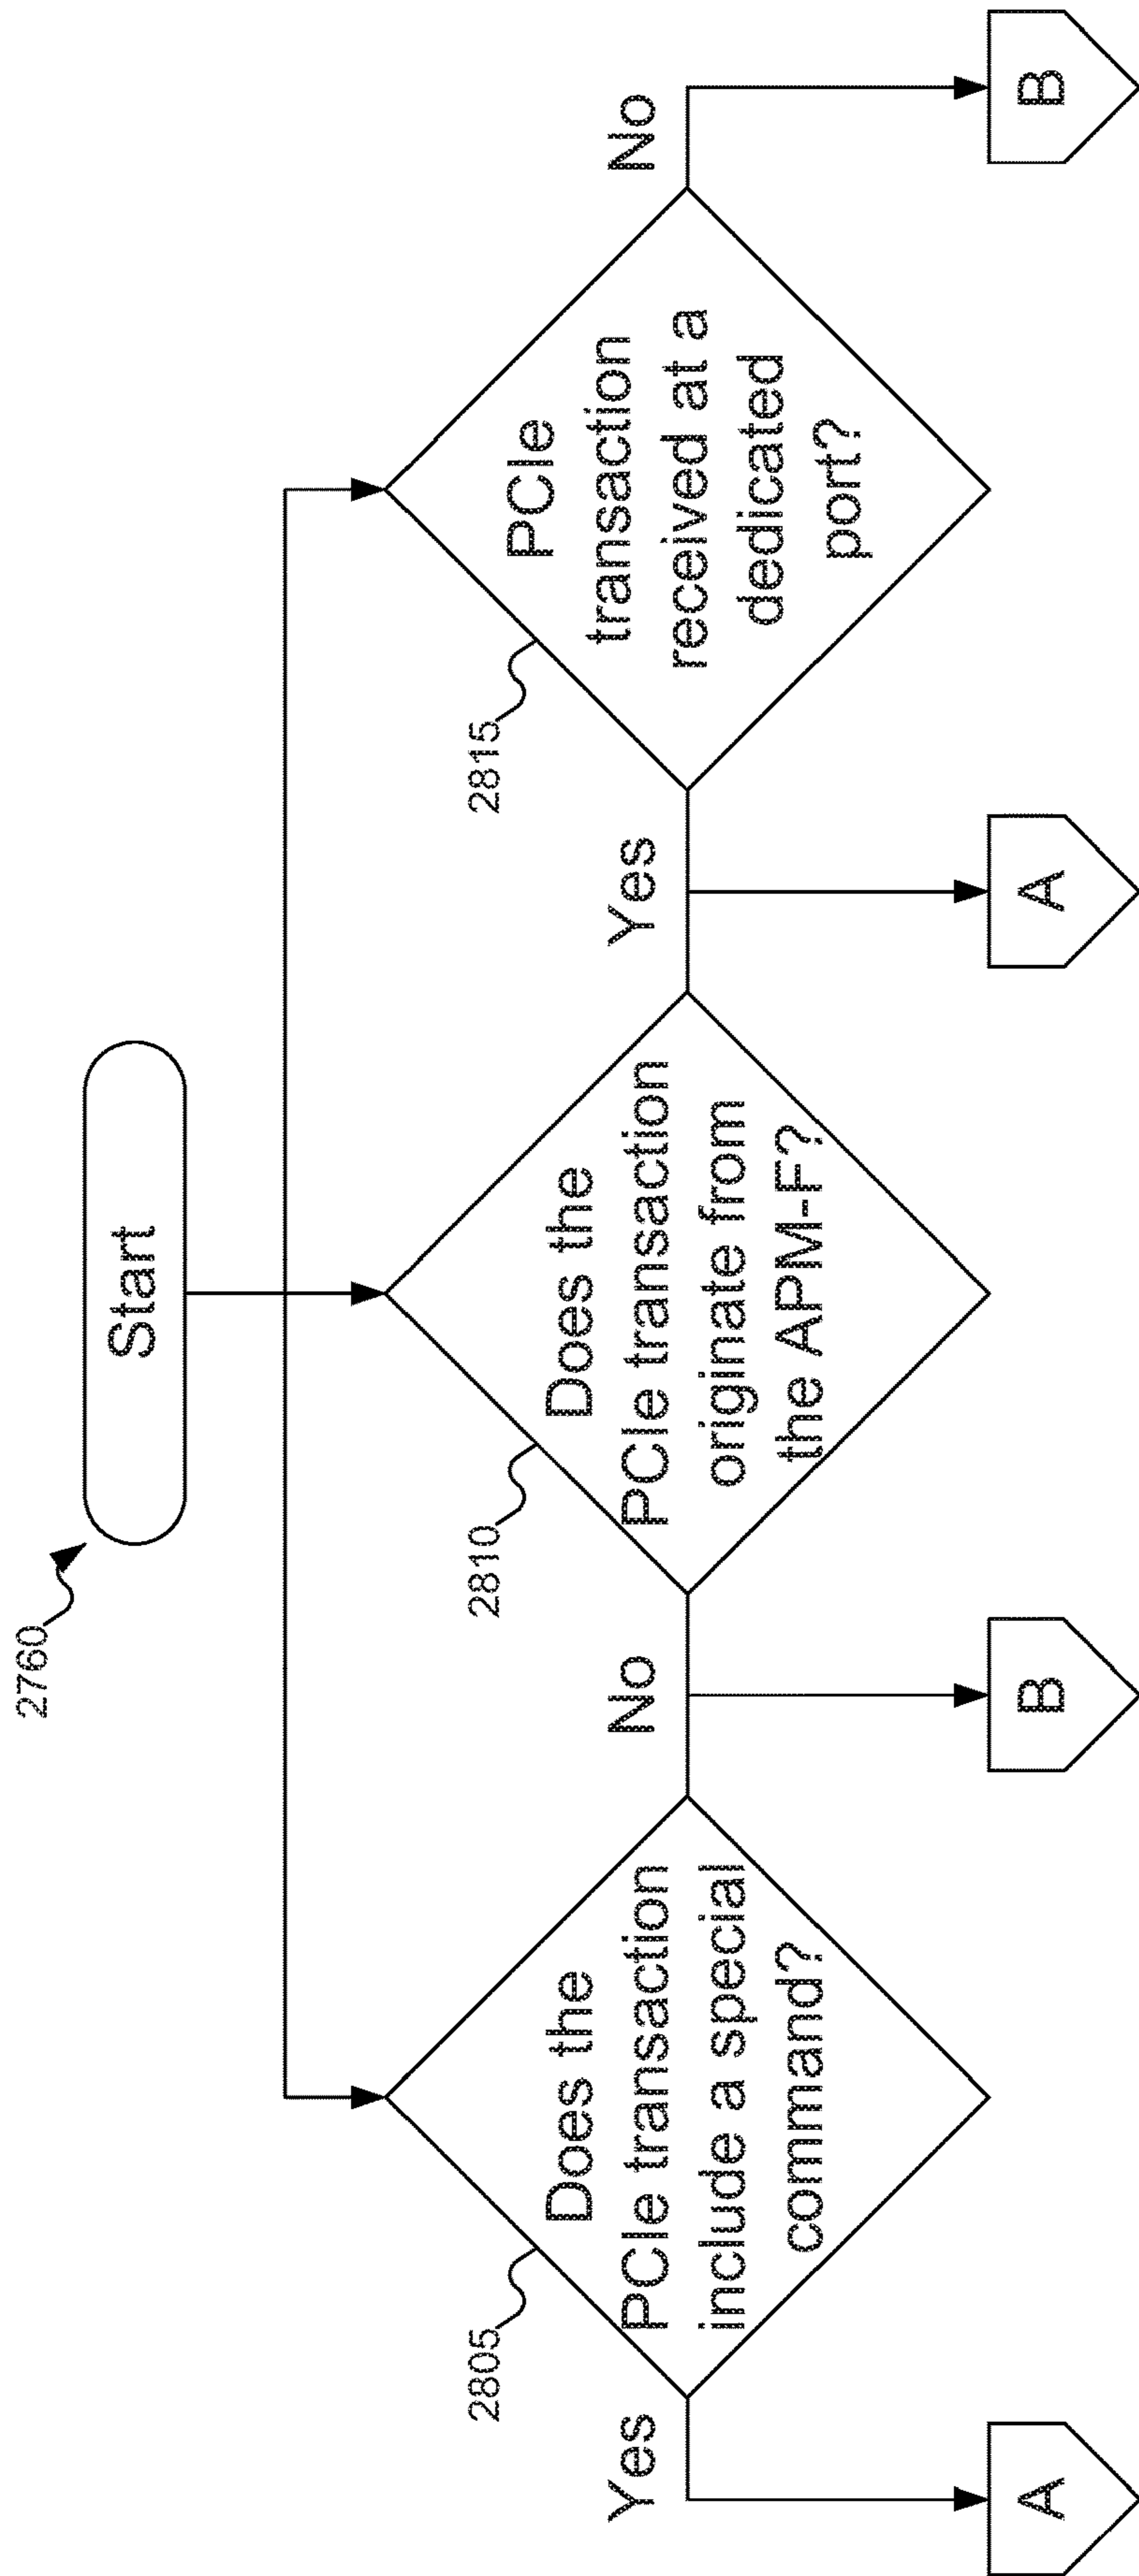 2760
Start
2805
Does the
PCIe transaction
include a special
command?
2810
Does the
PCIe transaction
originate from
the APM-F?
2815
PCIe
transaction
received at a
dedicated
port?
Yes
No
Yes
No
A
B
A
B